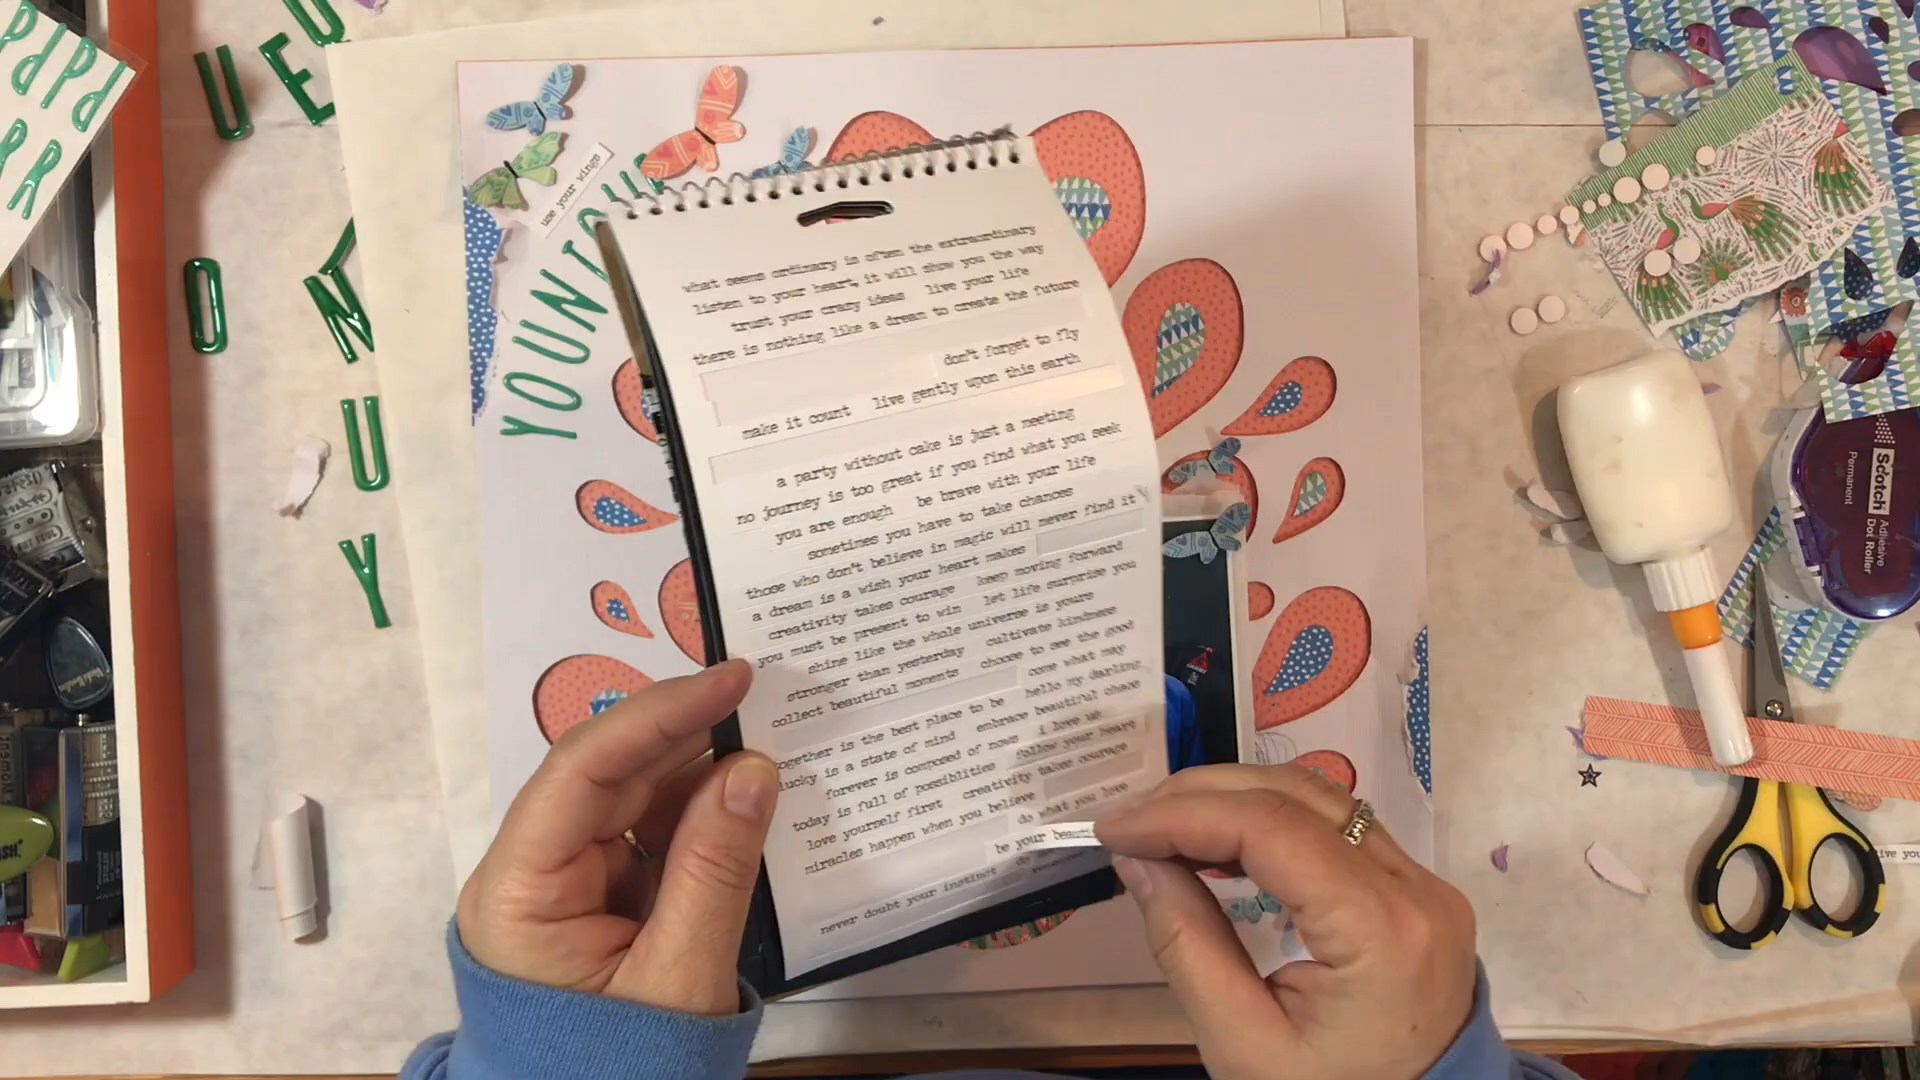 use your wings
YOUNIQU
what seems ordinary is often the extraordinary
listen to your heart, it will show you the way
trust your crazy ideas live your life
there is nothing like a dream to create the future
don't forget to fly
make it count live gently upon this earth
a party without cake is just a meeting
no journey is too great if you find what you seek
you are enough be brave with your life
sometimes you have to take chances
those who don't believe in magic will never find it
a dream is a wish your heart makes
creativity takes courage keep moving forward
you must be present to win let life surprise you
shine like the whole universe is yours
stronger than yesterday cultivate kindness
collect beautiful moments choose to see the good
come what may
together is the best place to be hello my darling
lucky is a state of mind embrace beautiful chaos
forever is composed of nows i love us
today is full of possiblities follow your heart
love yourself first creativity takes courage
miracles happen when you believe
do what you love
be your beauti
do
never doubt your instinct
U E U
O K
U
Y
P d P d
R R
Scotch
Permanent
Adhesive
Dot Roller
ive you